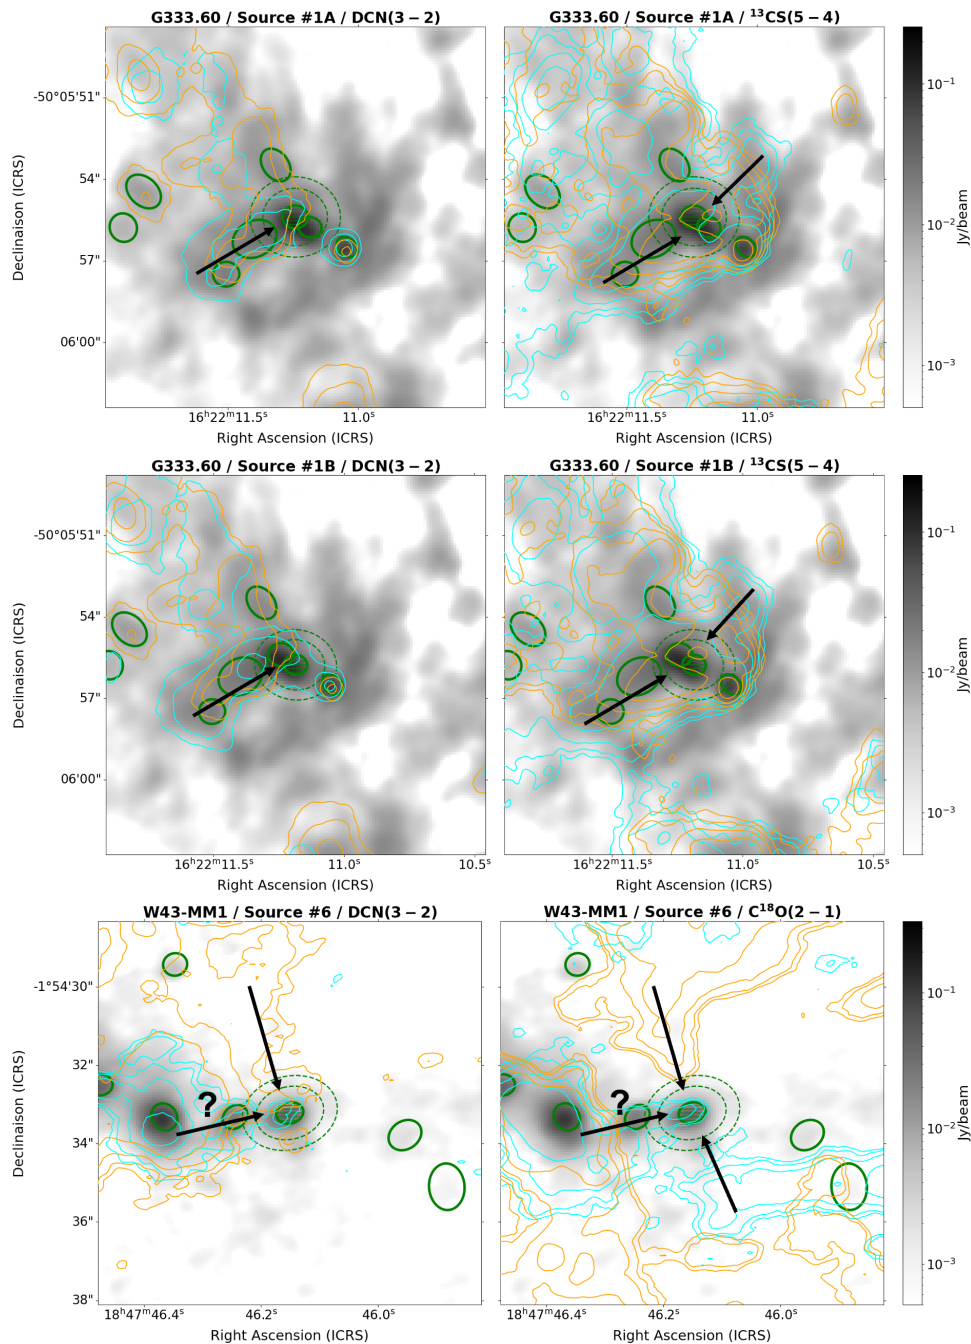 G333.60 / Source #1A / DCN(3 − 2)
G333.60 / Source #1A / ¹³CS(5 − 4)
Declinaison (ICRS)
-50°05'51"
54"
57"
06'00"
16ʰ22ᵐ11.5ˢ
11.0ˢ
Right Ascension (ICRS)
16ʰ22ᵐ11.5ˢ
11.0ˢ
Right Ascension (ICRS)
10⁻¹
10⁻²
10⁻³
Jy/beam
G333.60 / Source #1B / DCN(3 − 2)
G333.60 / Source #1B / ¹³CS(5 − 4)
Declinaison (ICRS)
-50°05'51"
54"
57"
06'00"
16ʰ22ᵐ11.5ˢ
11.0ˢ
10.5ˢ
Right Ascension (ICRS)
16ʰ22ᵐ11.5ˢ
11.0ˢ
10.5ˢ
Right Ascension (ICRS)
10⁻¹
10⁻²
10⁻³
Jy/beam
W43-MM1 / Source #6 / DCN(3 − 2)
W43-MM1 / Source #6 / C¹⁸O(2 − 1)
Declinaison (ICRS)
-1°54'30"
32"
34"
36"
38"
?
?
18ʰ47ᵐ46.4ˢ
46.2ˢ
46.0ˢ
Right Ascension (ICRS)
18ʰ47ᵐ46.4ˢ
46.2ˢ
46.0ˢ
Right Ascension (ICRS)
10⁻¹
10⁻²
10⁻³
Jy/beam